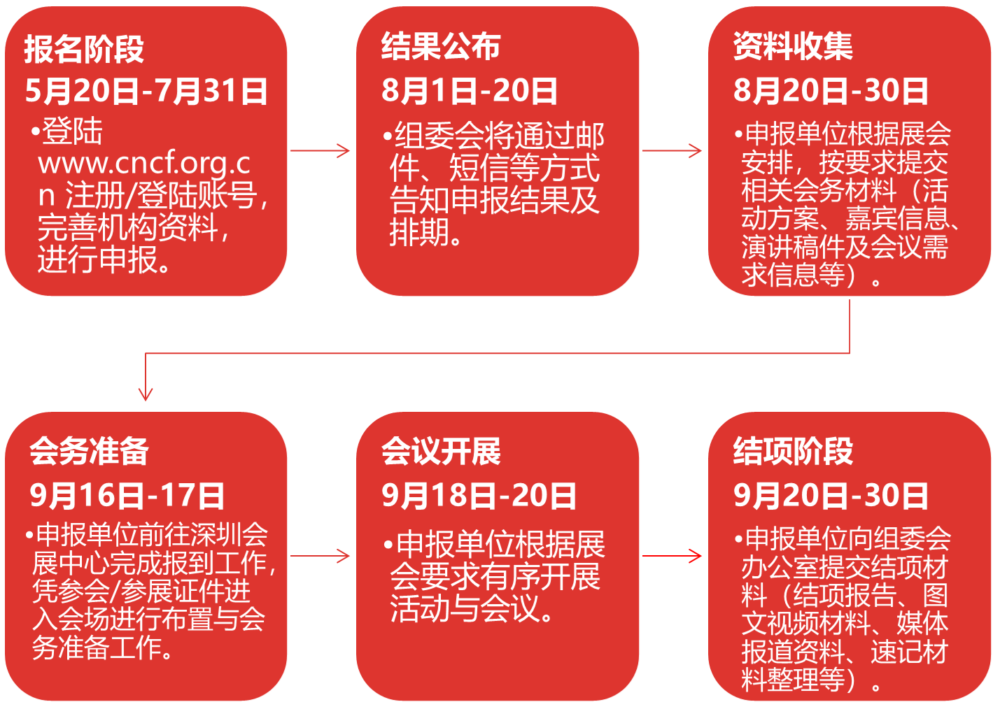 报名阶段
5月20日-7月31日
•登陆
www.cncf.org.c
n 注册/登陆账号，
完善机构资料，
进行申报。
结果公布
8月1日-20日
•组委会将通过邮
件、短信等方式
告知申报结果及
排期。
资料收集
8月20日-30日
•申报单位根据展会
安排，按要求提交
相关会务材料（活
动方案、嘉宾信息、
演讲稿件及会议需
求信息等）。
会务准备
9月16日-17日
•申报单位前往深圳会
展中心完成报到工作，
凭参会/参展证件进
入会场进行布置与会
务准备工作。
会议开展
9月18日-20日
•申报单位根据展
会要求有序开展
活动与会议。
结项阶段
9月20日-30日
•申报单位向组委会
办公室提交结项材
料（结项报告、图
文视频材料、媒体
报道资料、速记材
料整理等）。